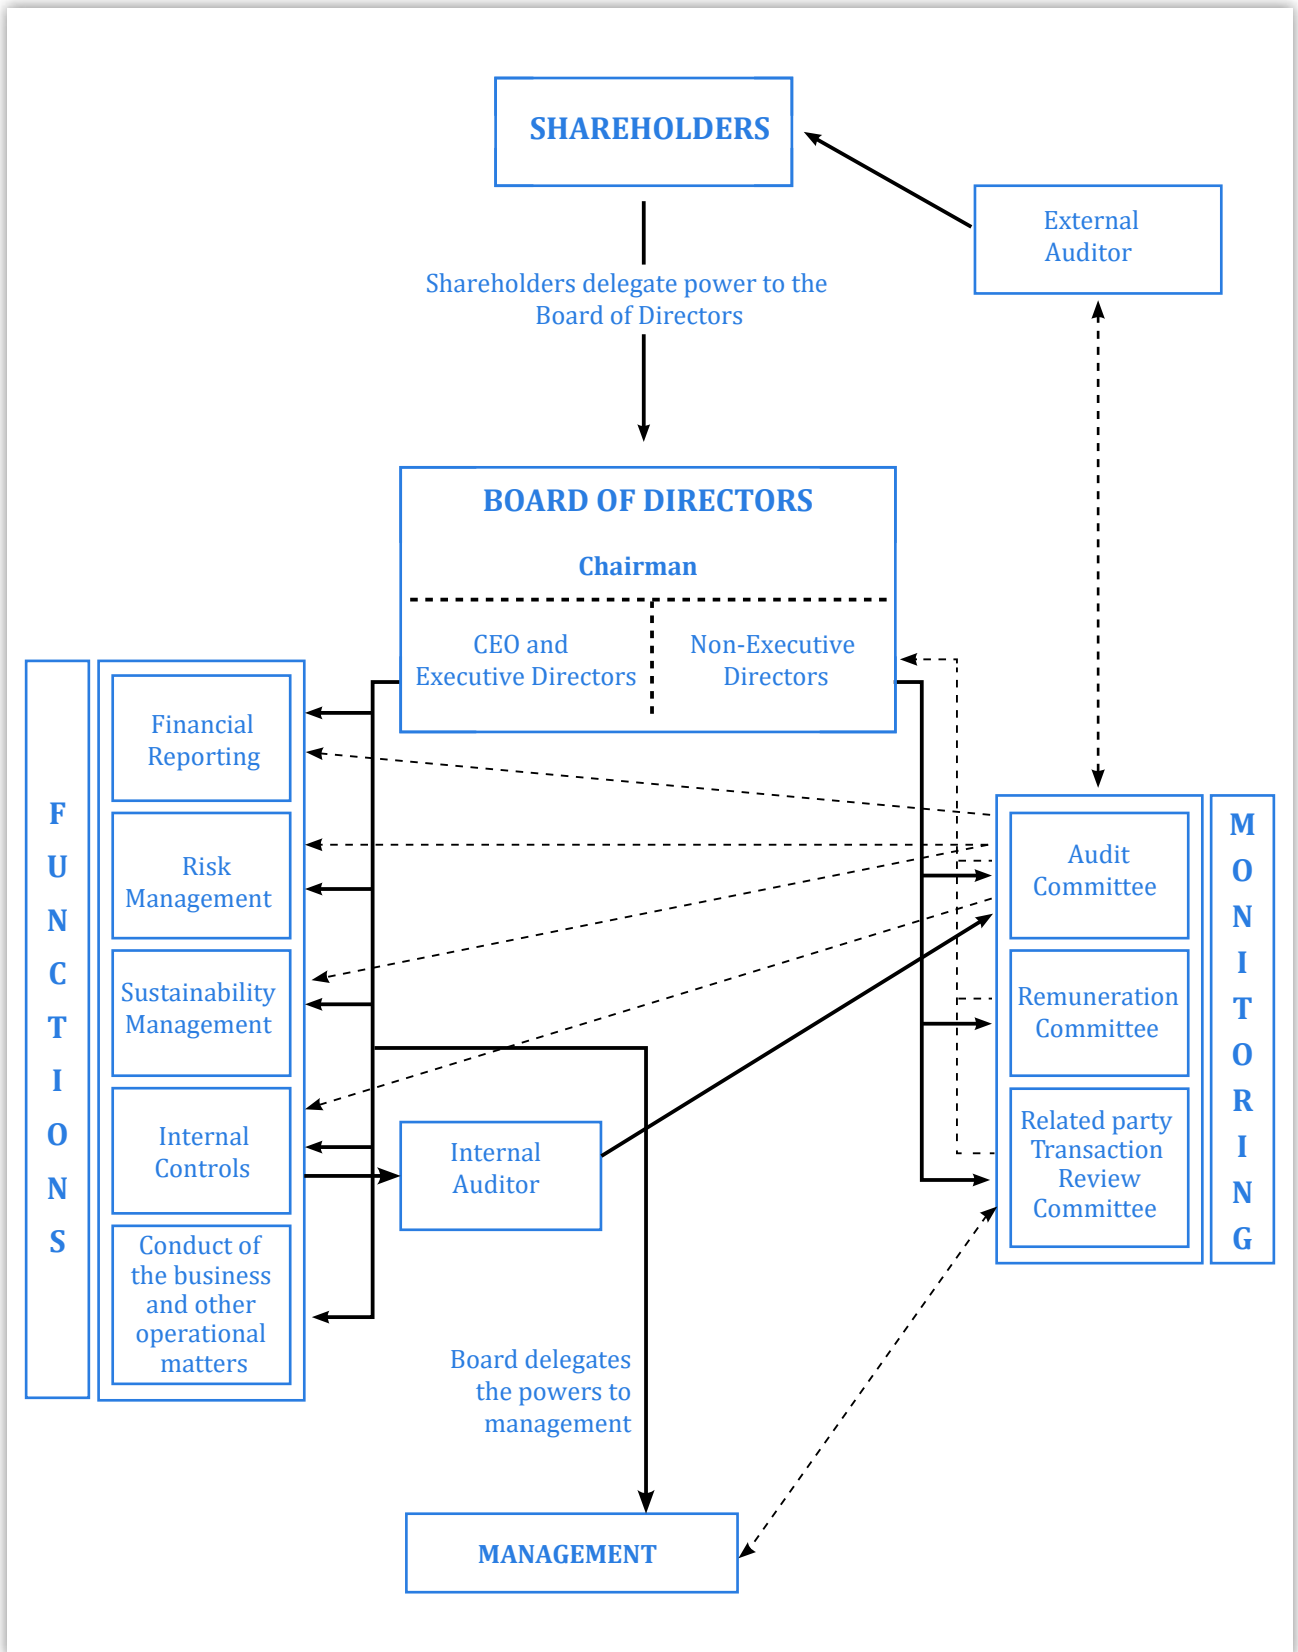 SHAREHOLDERS
External
Auditor
Shareholders delegate power to the
Board of Directors
BOARD OF DIRECTORS
Chairman
CEO and
Executive Directors
Non-Executive
Directors
FUNCTIONS
Financial
Reporting
Risk
Management
Sustainability
Management
Internal
Controls
Conduct of
the business
and other
operational
matters
Internal
Auditor
Audit
Committee
Remuneration
Committee
Related party
Transaction
Review
Committee
MONITORING
Board delegates
the powers to
management
MANAGEMENT